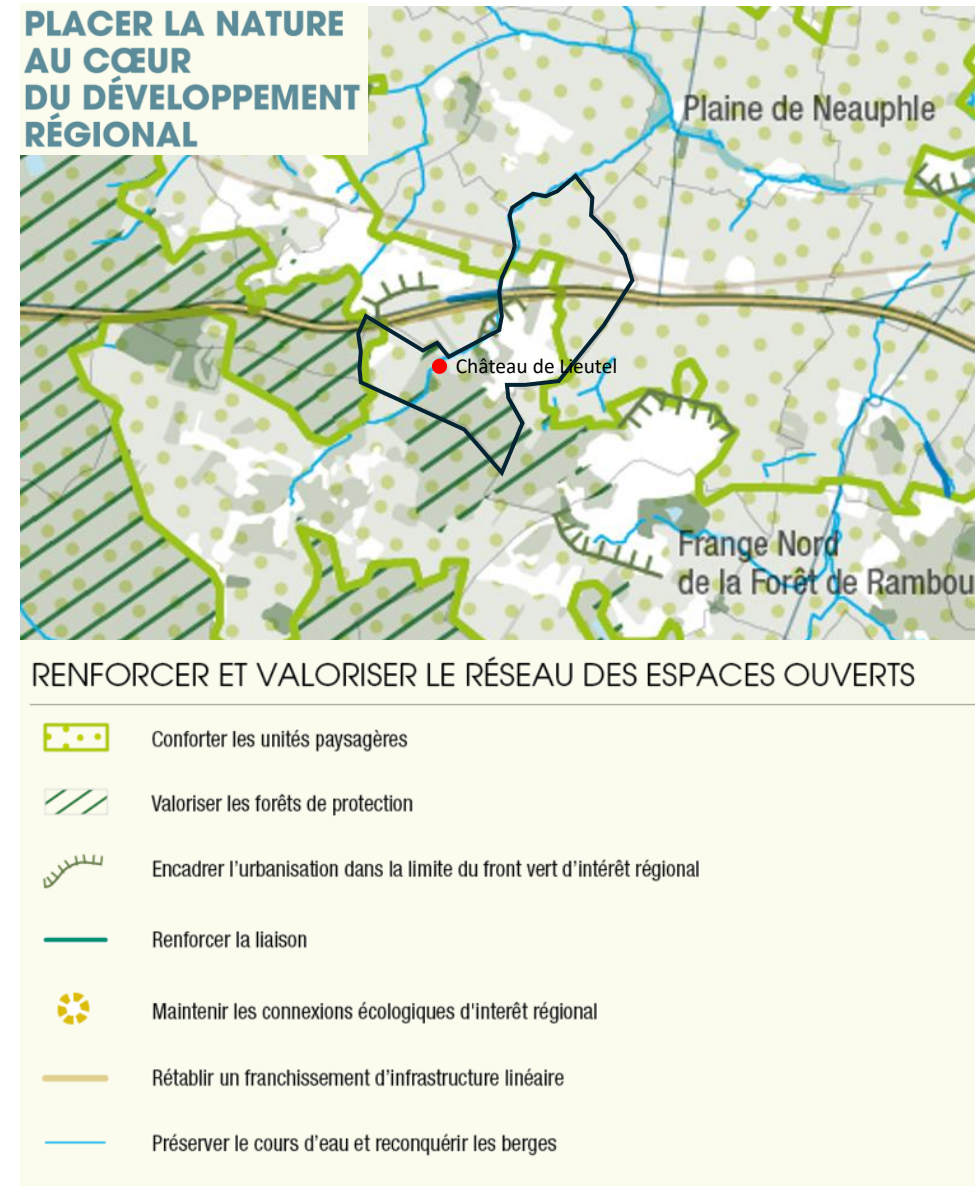 PLACER LA NATURE
AU CŒUR
DU DÉVELOPPEMENT
RÉGIONAL
Plaine de Neauphle
Château de Lieutel
Frange Nord
de la Forêt de Rambou
RENFORCER ET VALORISER LE RÉSEAU DES ESPACES OUVERTS
Conforter les unités paysagères
Valoriser les forêts de protection
Encadrer l'urbanisation dans la limite du front vert d'intérêt régional
Renforcer la liaison
Maintenir les connexions écologiques d'interêt régional
Rétablir un franchissement d'infrastructure linéaire
Préserver le cours d'eau et reconquérir les berges